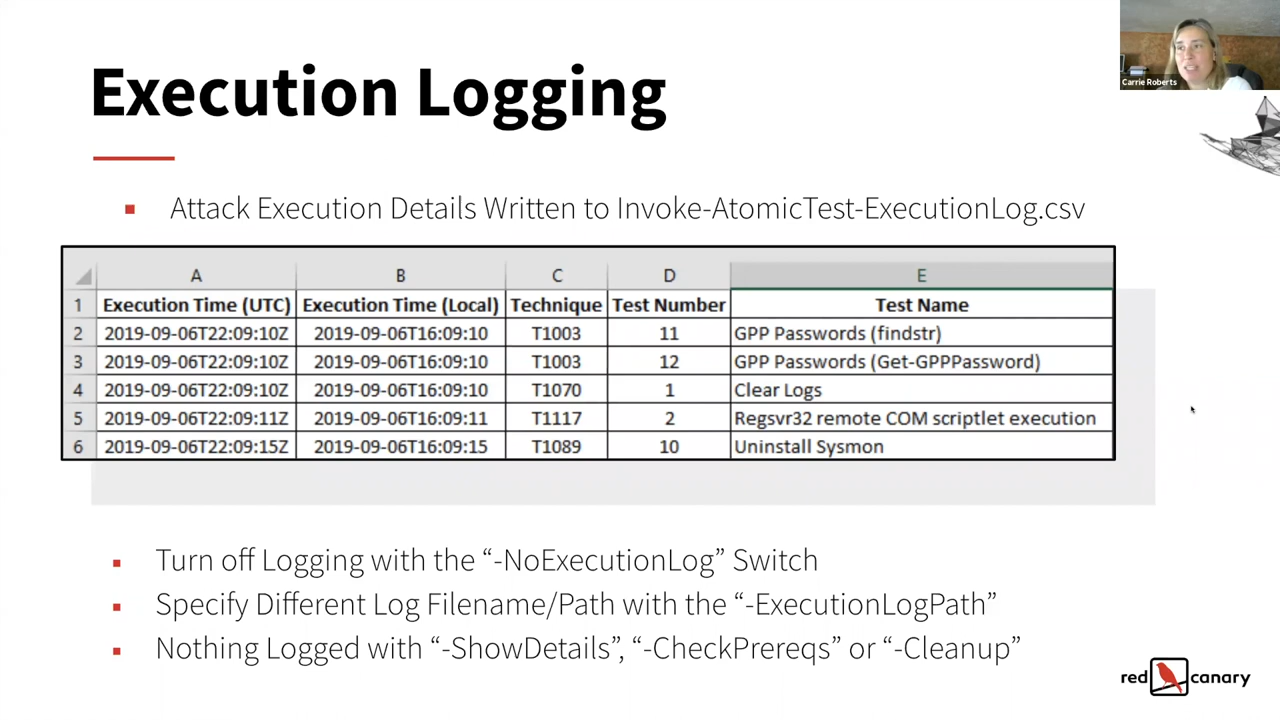 Carrie Roberts
Execution Logging
Attack Execution Details Written to Invoke-AtomicTest-ExecutionLog.csv
A B C D E
1 Execution Time (UTC) Execution Time (Local) Technique Test Number Test Name
2 2019-09-06T22:09:10Z 2019-09-06T16:09:10 T1003 11 GPP Passwords (findstr)
3 2019-09-06T22:09:10Z 2019-09-06T16:09:10 T1003 12 GPP Passwords (Get-GPPPassword)
4 2019-09-06T22:09:10Z 2019-09-06T16:09:10 T1070 1 Clear Logs
5 2019-09-06T22:09:11Z 2019-09-06T16:09:11 T1117 2 Regsvr32 remote COM scriptlet execution
6 2019-09-06T22:09:15Z 2019-09-06T16:09:15 T1089 10 Uninstall Sysmon
Turn off Logging with the “-NoExecutionLog” Switch
Specify Different Log Filename/Path with the “-ExecutionLogPath”
Nothing Logged with “-ShowDetails”, “-CheckPrereqs” or “-Cleanup”
red canary